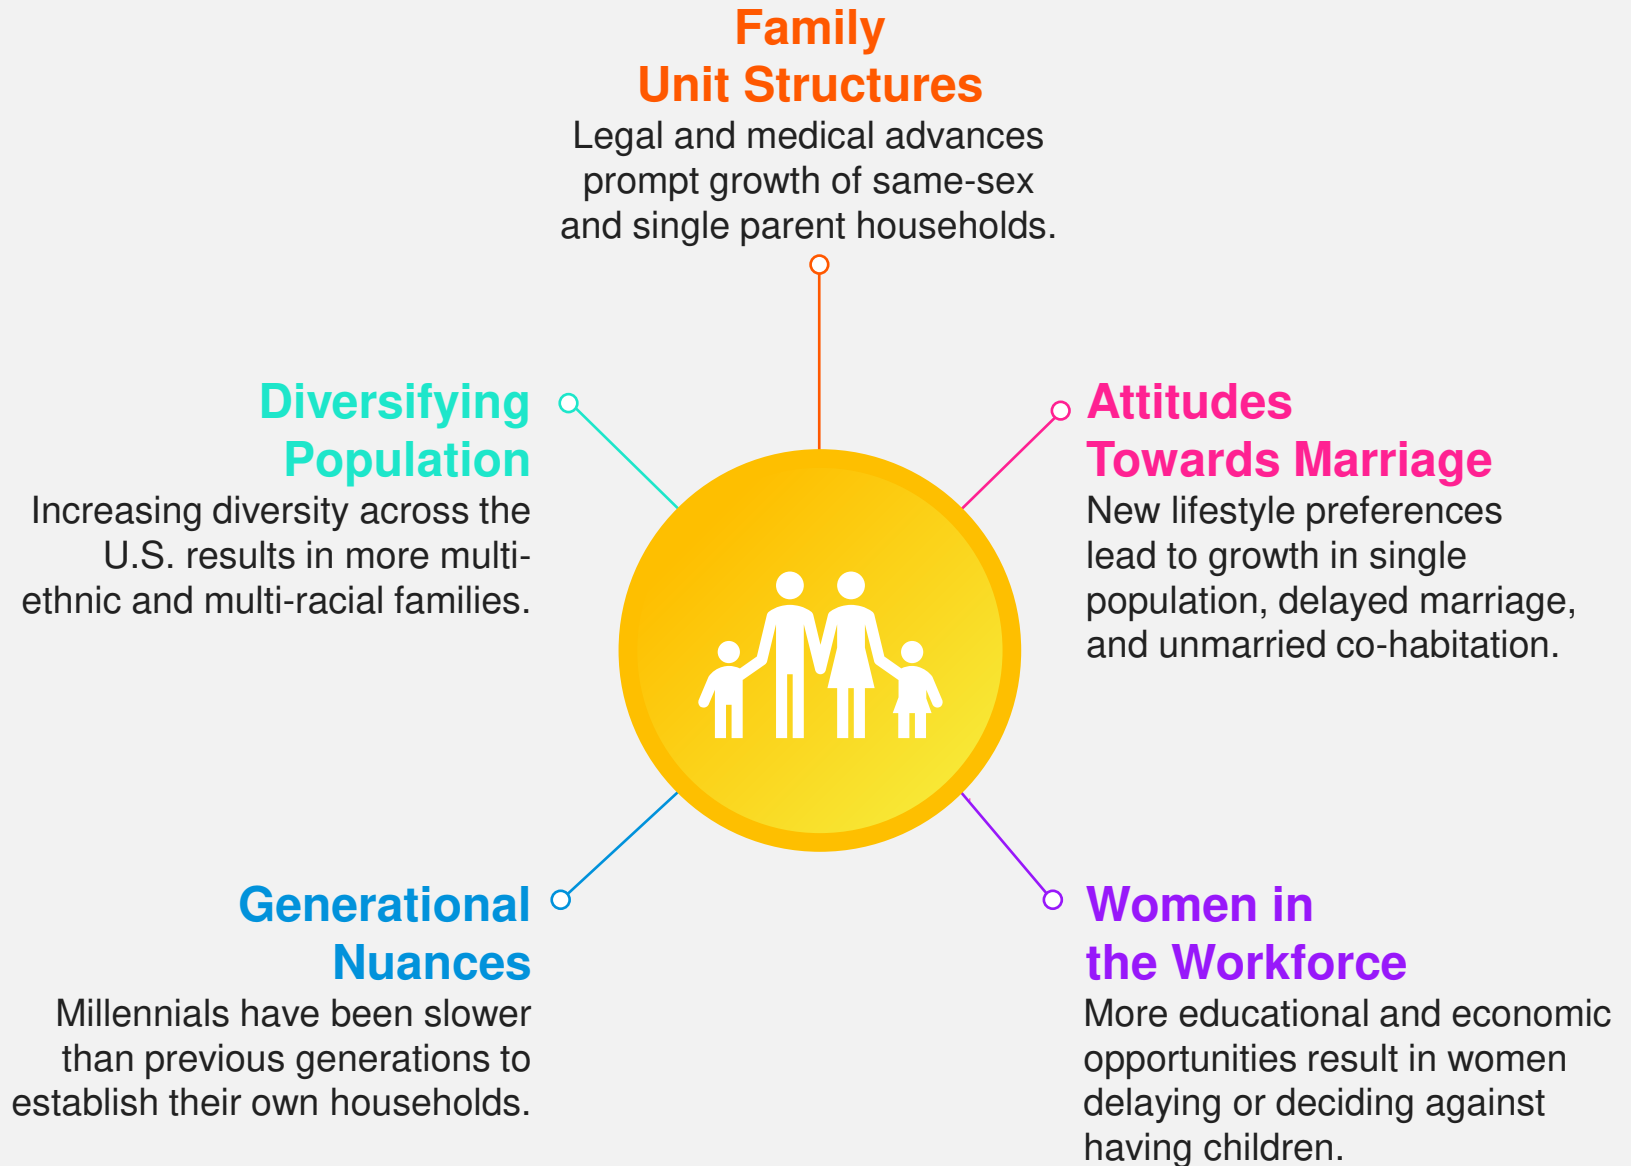 Family
Unit Structures
Legal and medical advances
prompt growth of same-sex
and single parent households.
Diversifying
Population
Increasing diversity across the
U.S. results in more multi-
ethnic and multi-racial families.
Attitudes
Towards Marriage
New lifestyle preferences
lead to growth in single
population, delayed marriage,
and unmarried co-habitation.
Generational
Nuances
Millennials have been slower
than previous generations to
establish their own households.
Women in
the Workforce
More educational and economic
opportunities result in women
delaying or deciding against
having children.